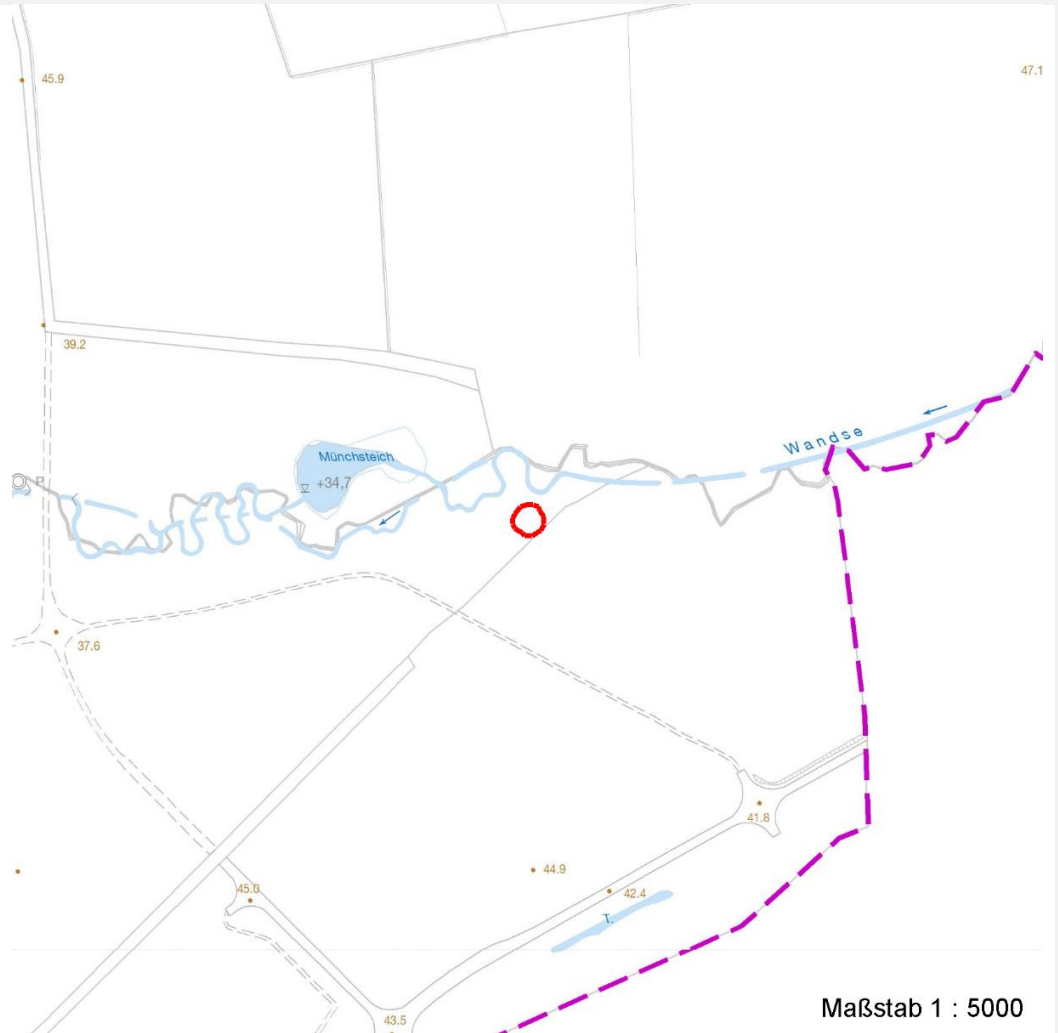 45.9
47.1
39.2
Wandse
Münchsteich
+34,7
P
37.6
41.8
44.9
45.0
42.4
T.
43.5
Maßstab 1 : 5000